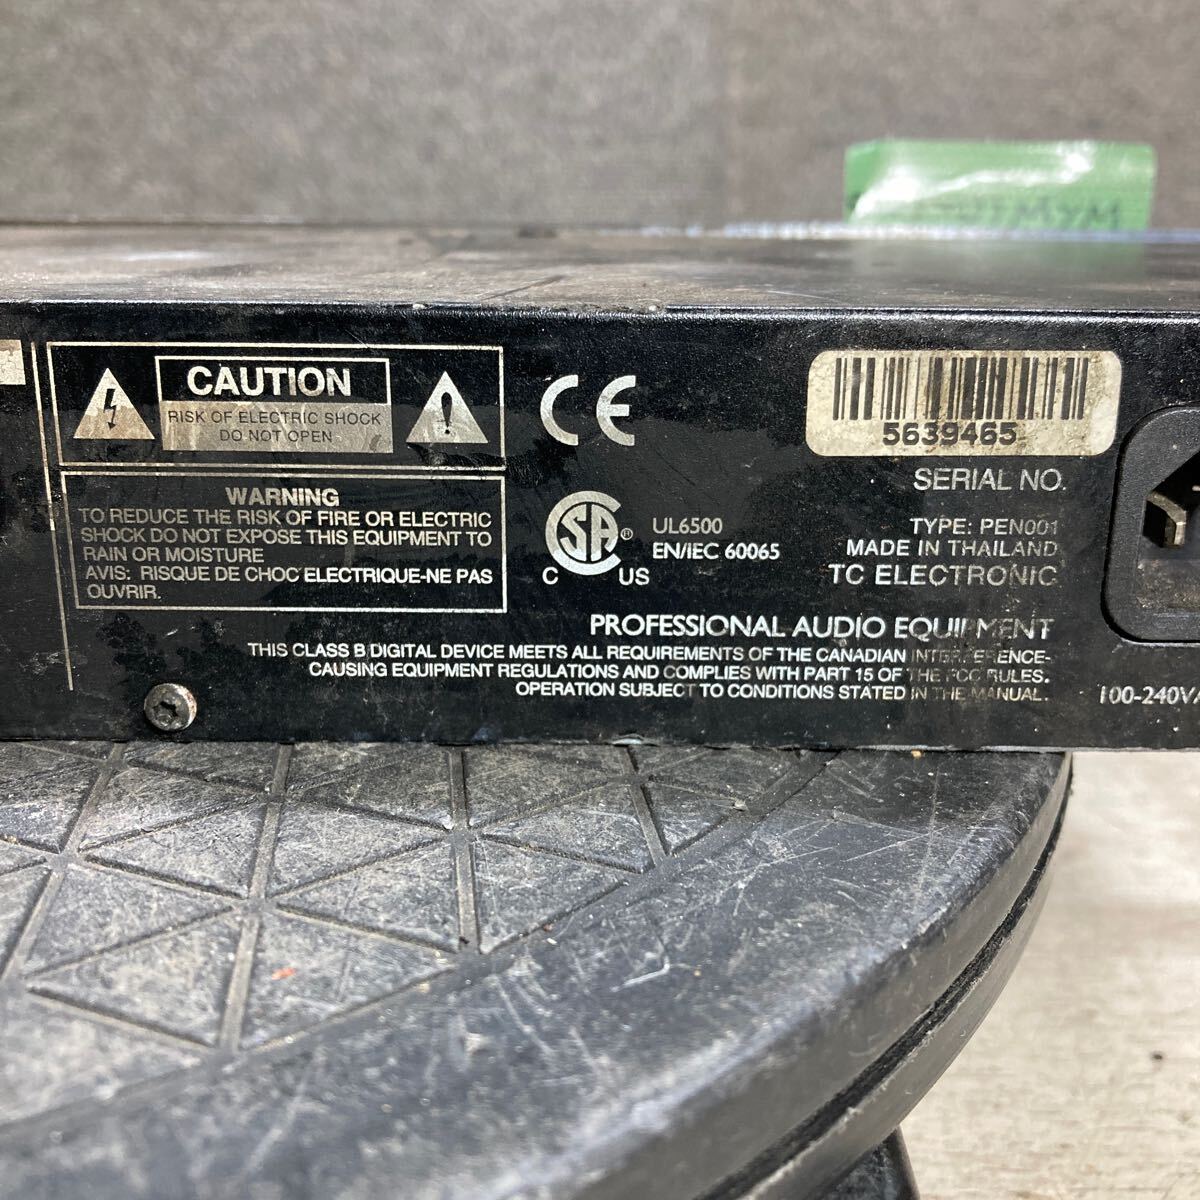 CAUTION
RISK OF ELECTRIC SHOCK
DO NOT OPEN
WARNING
TO REDUCE THE RISK OF FIRE OR ELECTRIC
SHOCK DO NOT EXPOSE THIS EQUIPMENT TO
RAIN OR MOISTURE
AVIS: RISQUE DE CHOC ELECTRIQUE-NE PAS
OUVRIR.
CE
CSA
®
C US
UL6500
EN/IEC 60065
5639465
SERIAL NO.
TYPE: PEN001
MADE IN THAILAND
TC ELECTRONIC
PROFESSIONAL AUDIO EQUIPMENT
THIS CLASS B DIGITAL DEVICE MEETS ALL REQUIREMENTS OF THE CANADIAN INTERFERENCE-
CAUSING EQUIPMENT REGULATIONS AND COMPLIES WITH PART 15 OF THE FCC RULES.
OPERATION SUBJECT TO CONDITIONS STATED IN THE MANUAL.
100-240V